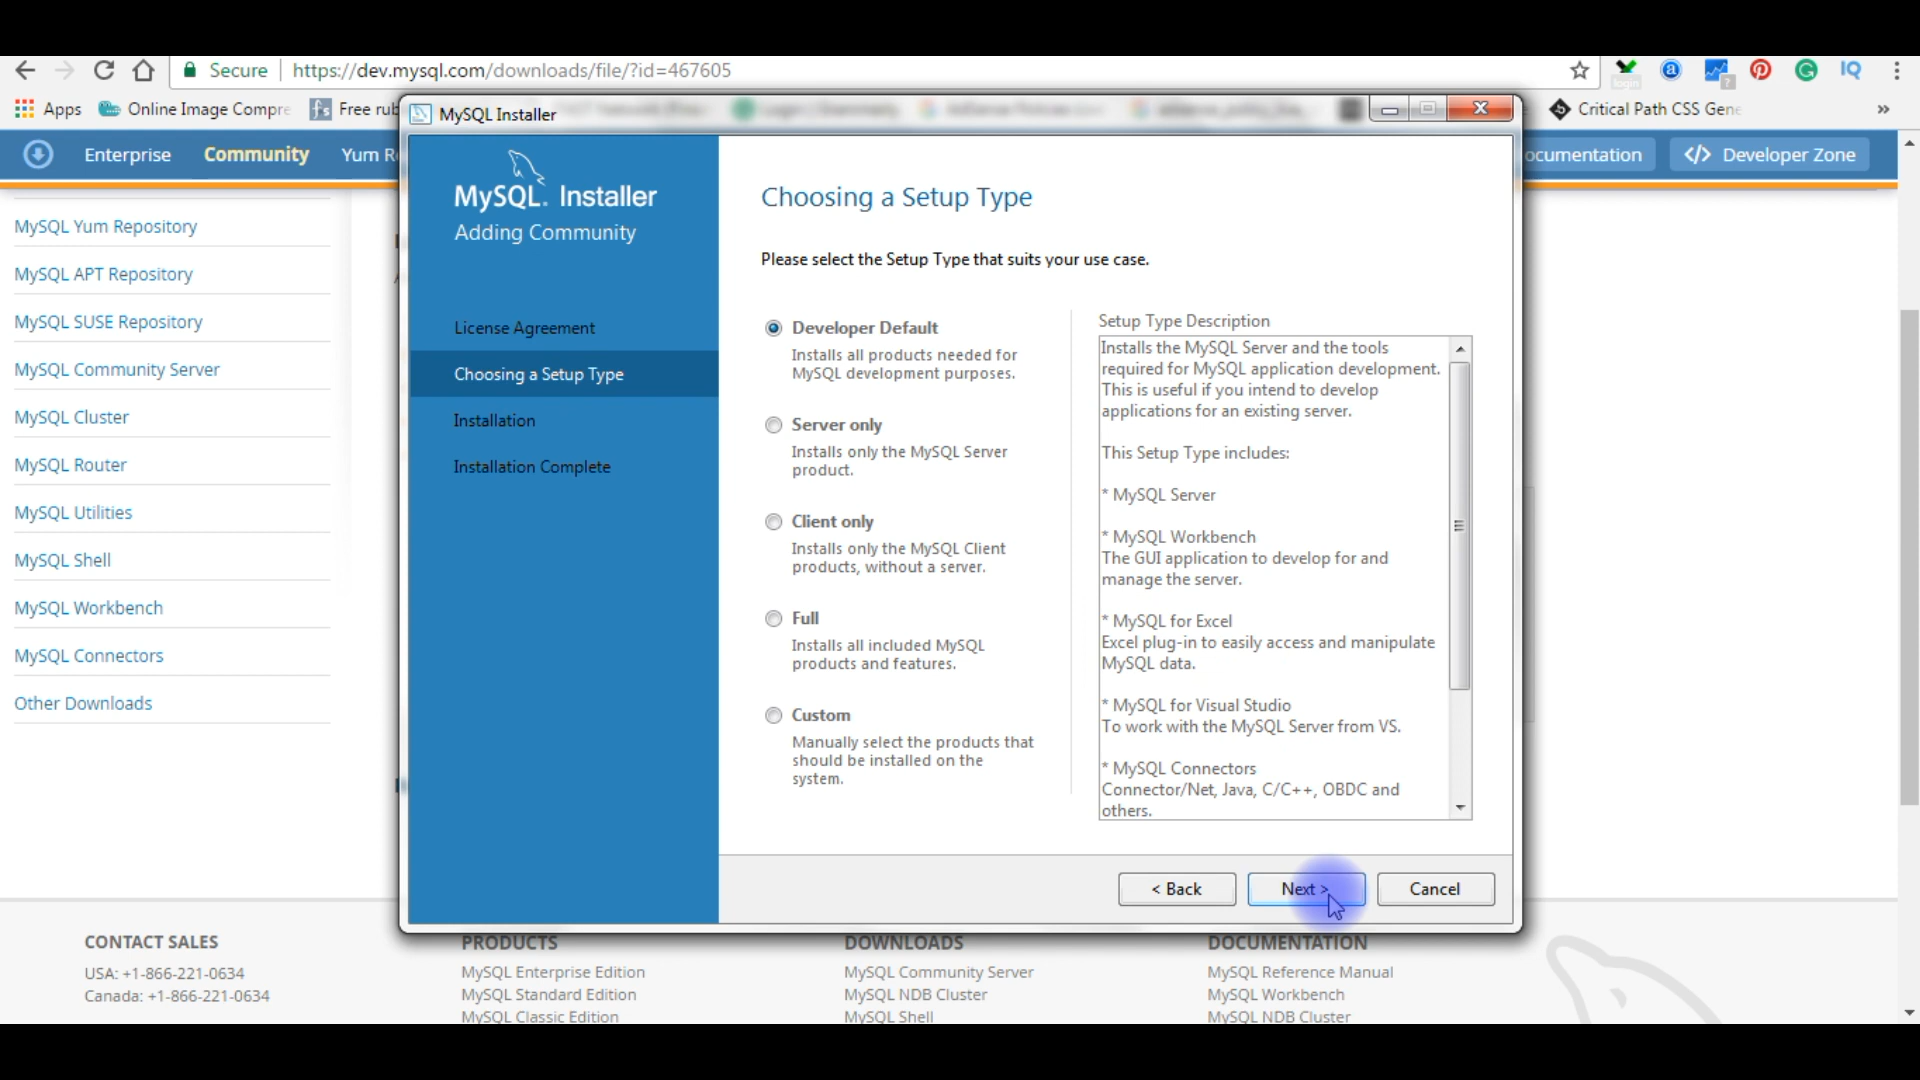 Secure
https://dev.mysql.com/downloads/file/?id=467605
login
?
IQ
Apps
Online Image Compre
Free rub
Critical Path CSS Gene
»
Enterprise
Community
Yum R
ocumentation
</> Developer Zone
MySQL Yum Repository
MySQL APT Repository
MySQL SUSE Repository
MySQL Community Server
MySQL Cluster
MySQL Router
MySQL Utilities
MySQL Shell
MySQL Workbench
MySQL Connectors
Other Downloads
MySQL Installer
MySQL. Installer
Adding Community
License Agreement
Choosing a Setup Type
Installation
Installation Complete
Choosing a Setup Type
Please select the Setup Type that suits your use case.
Developer Default
Installs all products needed for
MySQL development purposes.
Server only
Installs only the MySQL Server
product.
Client only
Installs only the MySQL Client
products, without a server.
Full
Installs all included MySQL
products and features.
Custom
Manually select the products that
should be installed on the
system.
Setup Type Description
Installs the MySQL Server and the tools
required for MySQL application development.
This is useful if you intend to develop
applications for an existing server.
This Setup Type includes:
* MySQL Server
* MySQL Workbench
The GUI application to develop for and
manage the server.
* MySQL for Excel
Excel plug-in to easily access and manipulate
MySQL data.
* MySQL for Visual Studio
To work with the MySQL Server from VS.
* MySQL Connectors
Connector/Net, Java, C/C++, OBDC and
others.
< Back
Next >
Cancel
CONTACT SALES
USA: +1-866-221-0634
Canada: +1-866-221-0634
PRODUCTS
MySQL Enterprise Edition
MySQL Standard Edition
MySQL Classic Edition
DOWNLOADS
MySQL Community Server
MySQL NDB Cluster
MySQL Shell
DOCUMENTATION
MySQL Reference Manual
MySQL Workbench
MySQL NDB Cluster